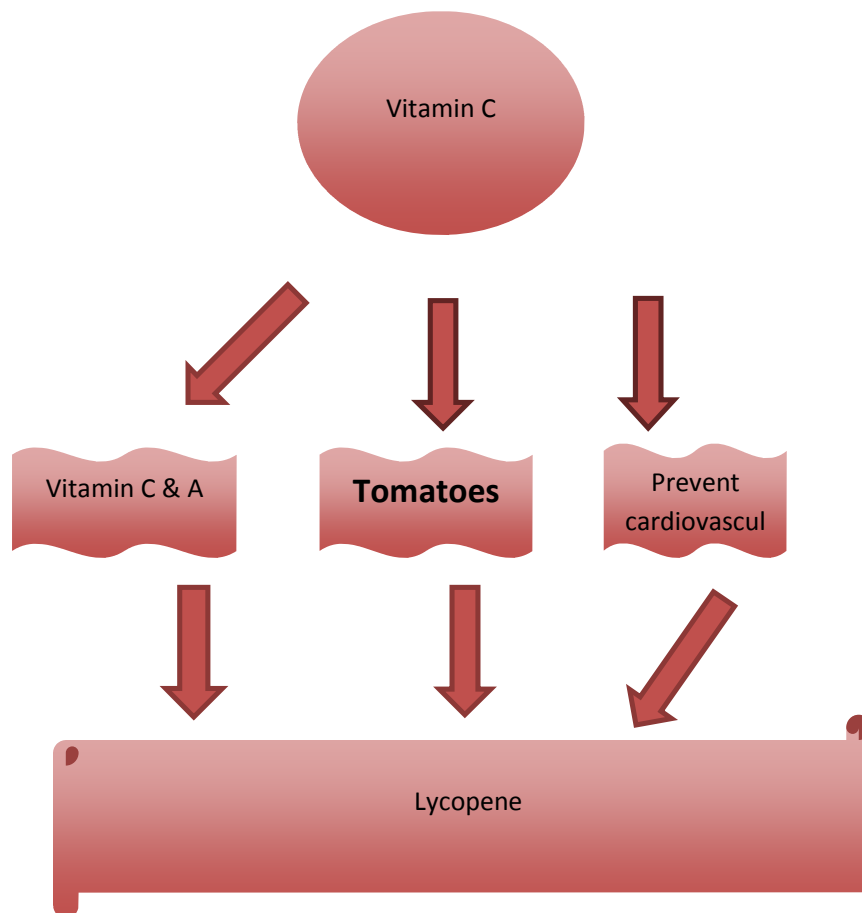 Vitamin C
Vitamin C & A
Tomatoes
Prevent
cardiovascul
Lycopene